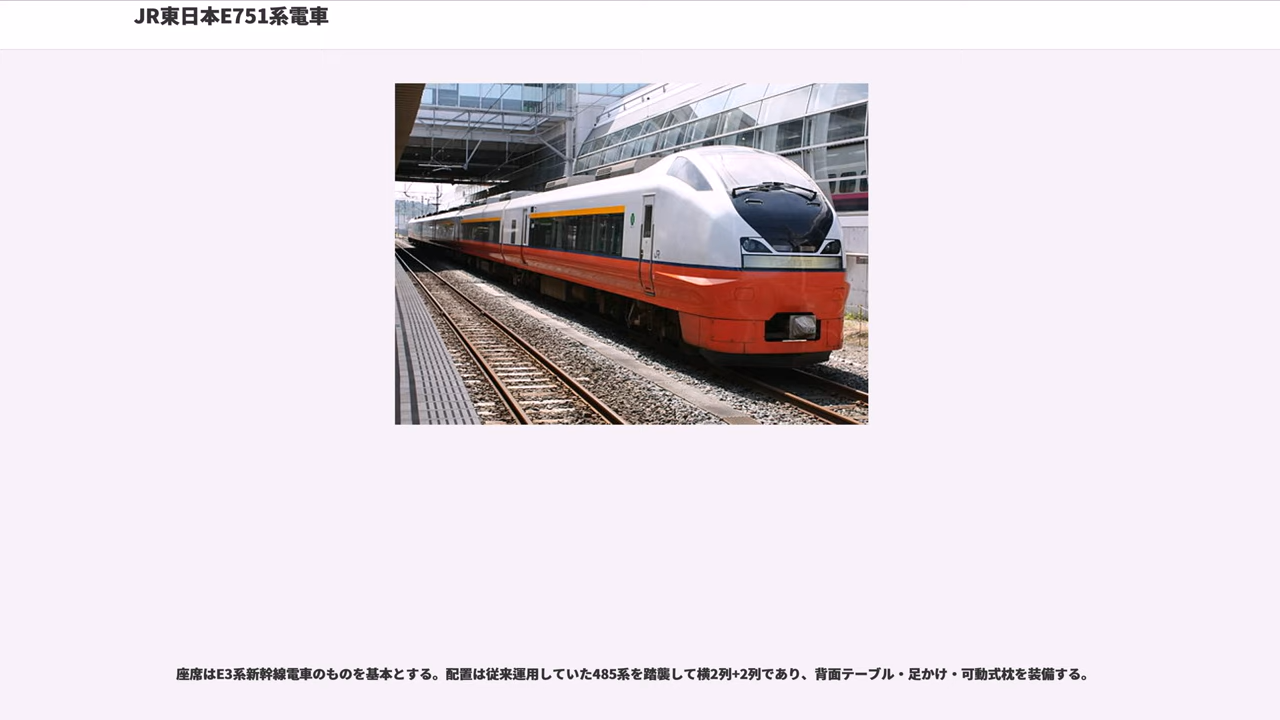 JR東日本E751系電車
JR
座席はE3系新幹線電車のものを基本とする。配置は従来運用していた485系を踏襲して横2列+2列であり、背面テーブル・足かけ・可動式枕を装備する。